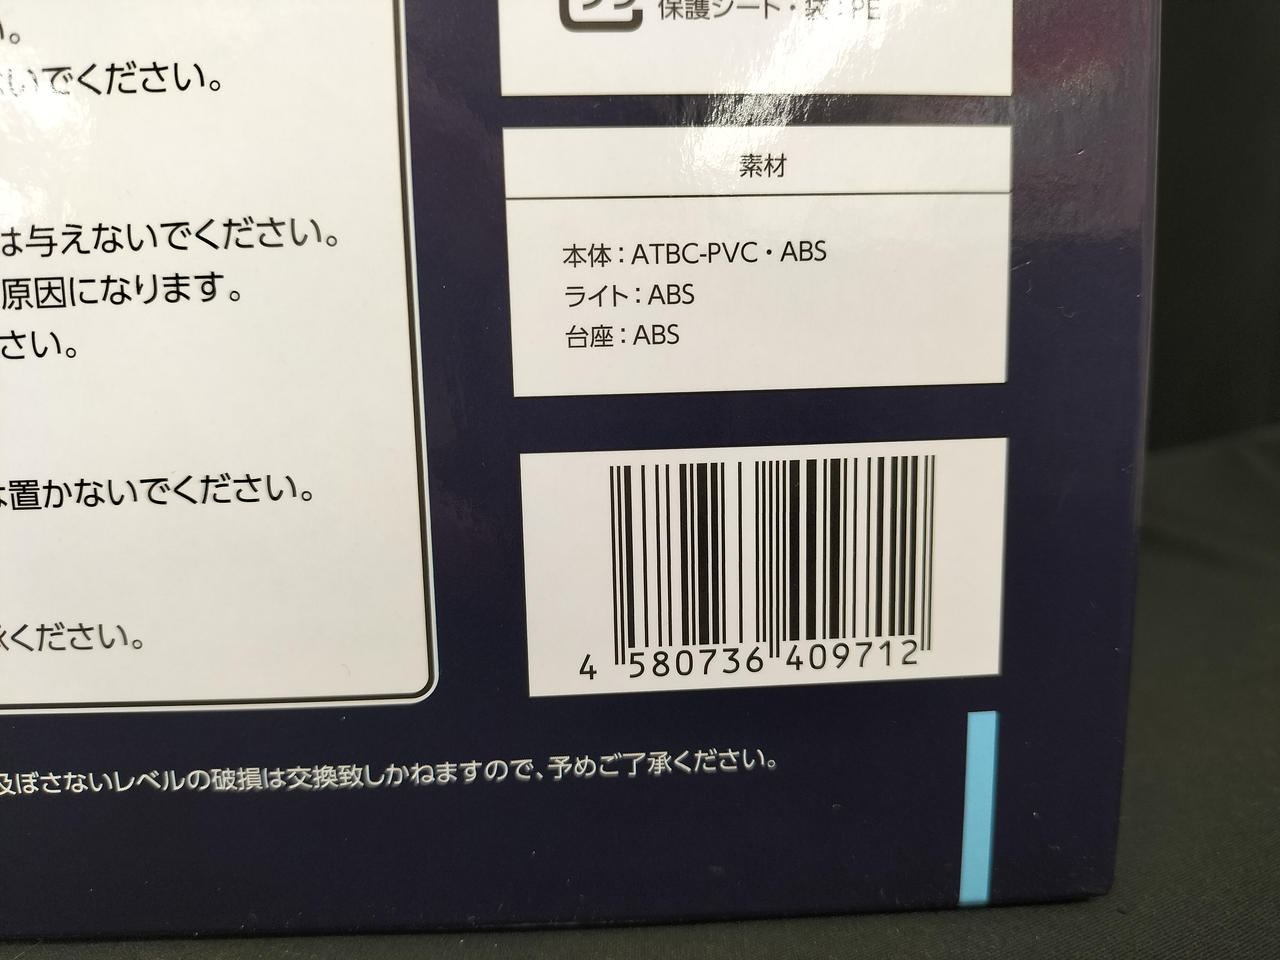 い。
いでください。
は与えないでください。
原因になります。
さい。
置かないでください。
ください。
及ぼさないレベルの破損は交換致しかねますので、予めご了承ください。
プラ
保護シート・袋：PE
素材
本体：ATBC-PVC・ABS
ライト：ABS
台座：ABS
4 580736 409712